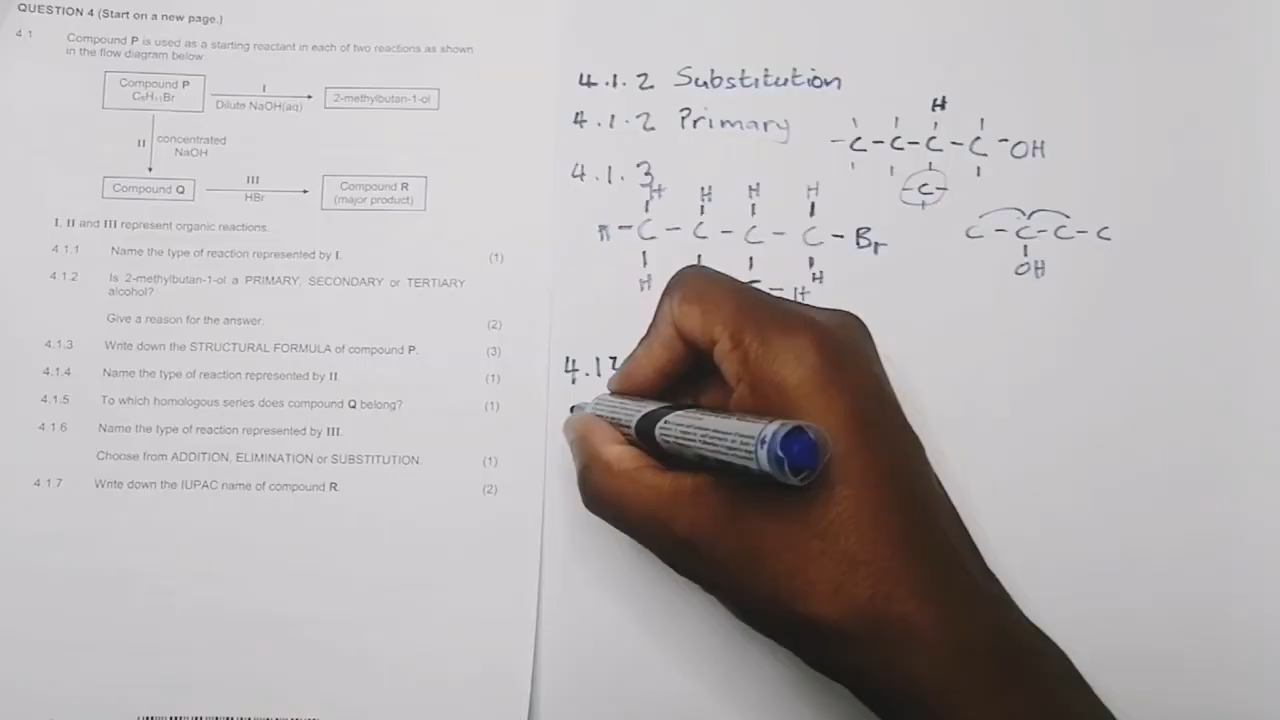 QUESTION 4 (Start on a new page.)
4.1 Compound P is used as a starting reactant in each of two reactions as shown
in the flow diagram below
Compound P
C₅H₁₁Br
I
Dilute NaOH(aq)
2-methylbutan-1-ol
II
concentrated
NaOH
Compound Q
III
HBr
Compound R
(major product)
I, II and III represent organic reactions.
4.1.1 Name the type of reaction represented by I. (1)
4.1.2 Is 2-methylbutan-1-ol a PRIMARY, SECONDARY or TERTIARY
alcohol?
Give a reason for the answer. (2)
4.1.3 Write down the STRUCTURAL FORMULA of compound P. (3)
4.1.4 Name the type of reaction represented by II. (1)
4.1.5 To which homologous series does compound Q belong? (1)
4.1.6 Name the type of reaction represented by III.
Choose from ADDITION, ELIMINATION or SUBSTITUTION. (1)
4.1.7 Write down the IUPAC name of compound R. (2)
4.1.2 Substitution
4.1.2 Primary
H
-C-C-C-C-OH
-C-
4.1.3
H H H H
H-C-C-C-C-Br
H H
-H
C-C-C-C
OH
4.1